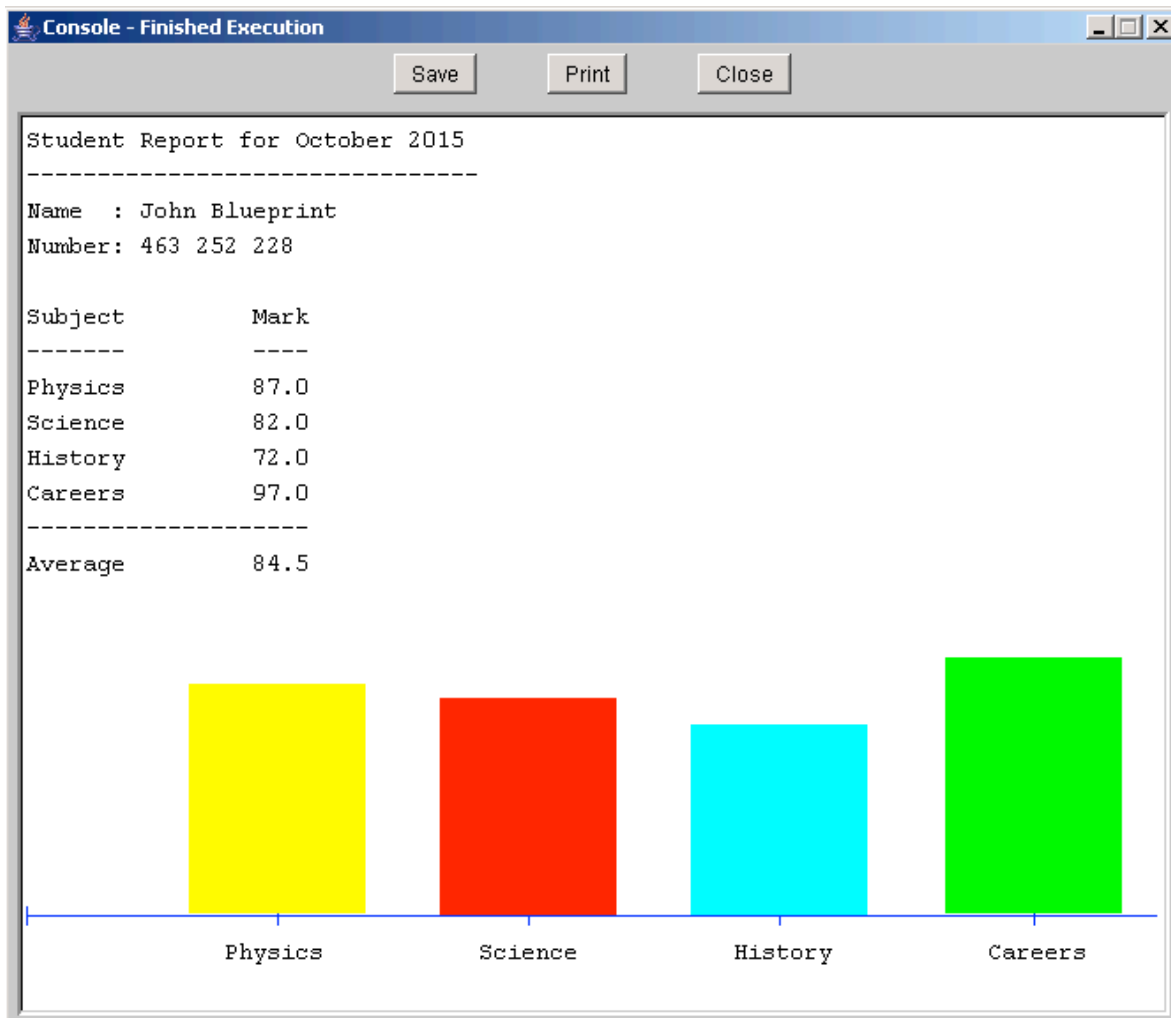 Console - Finished Execution
Save Print Close
Student Report for October 2015
--------------------------------
Name  : John Blueprint
Number: 463 252 228
Subject         Mark
-------         ----
Physics         87.0
Science         82.0
History         72.0
Careers         97.0
--------------------
Average         84.5
Physics Science History Careers